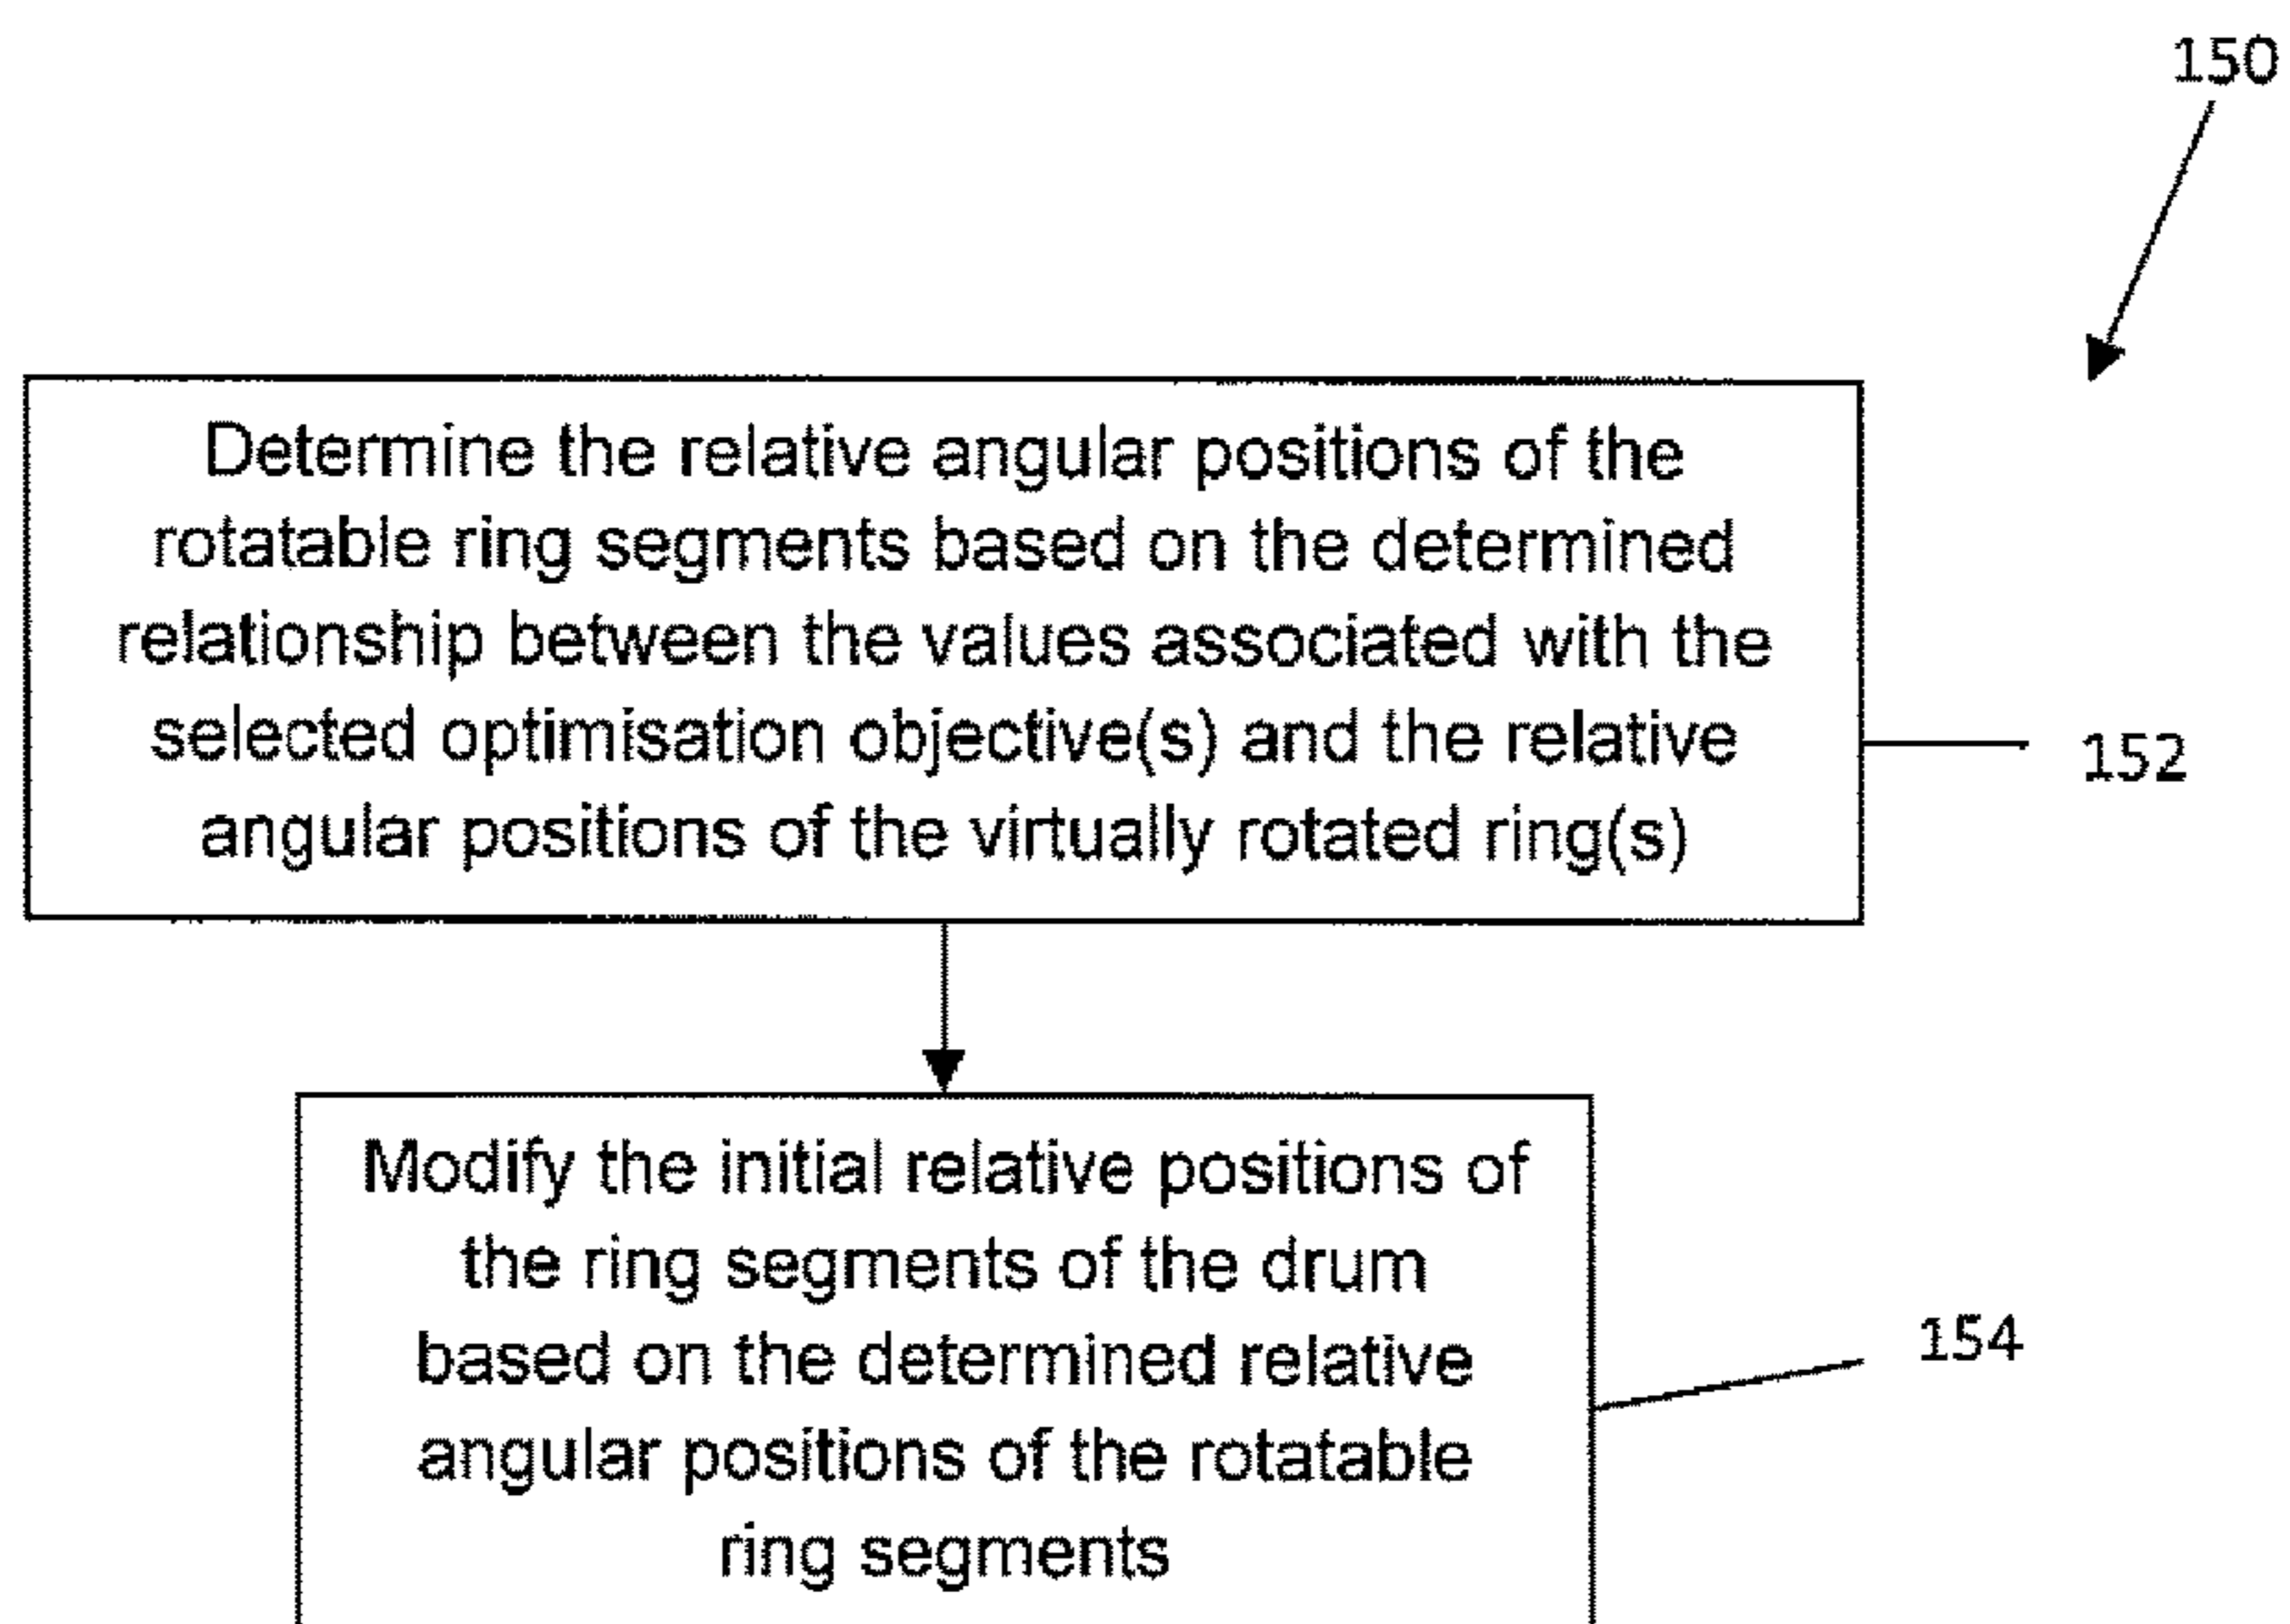 150
Determine the relative angular positions of the
rotatable ring segments based on the determined
relationship between the values associated with the
selected optimisation objective(s) and the relative
angular positions of the virtually rotated ring(s)
152
Modify the initial relative positions of
the ring segments of the drum
based on the determined relative
angular positions of the rotatable
ring segments
154